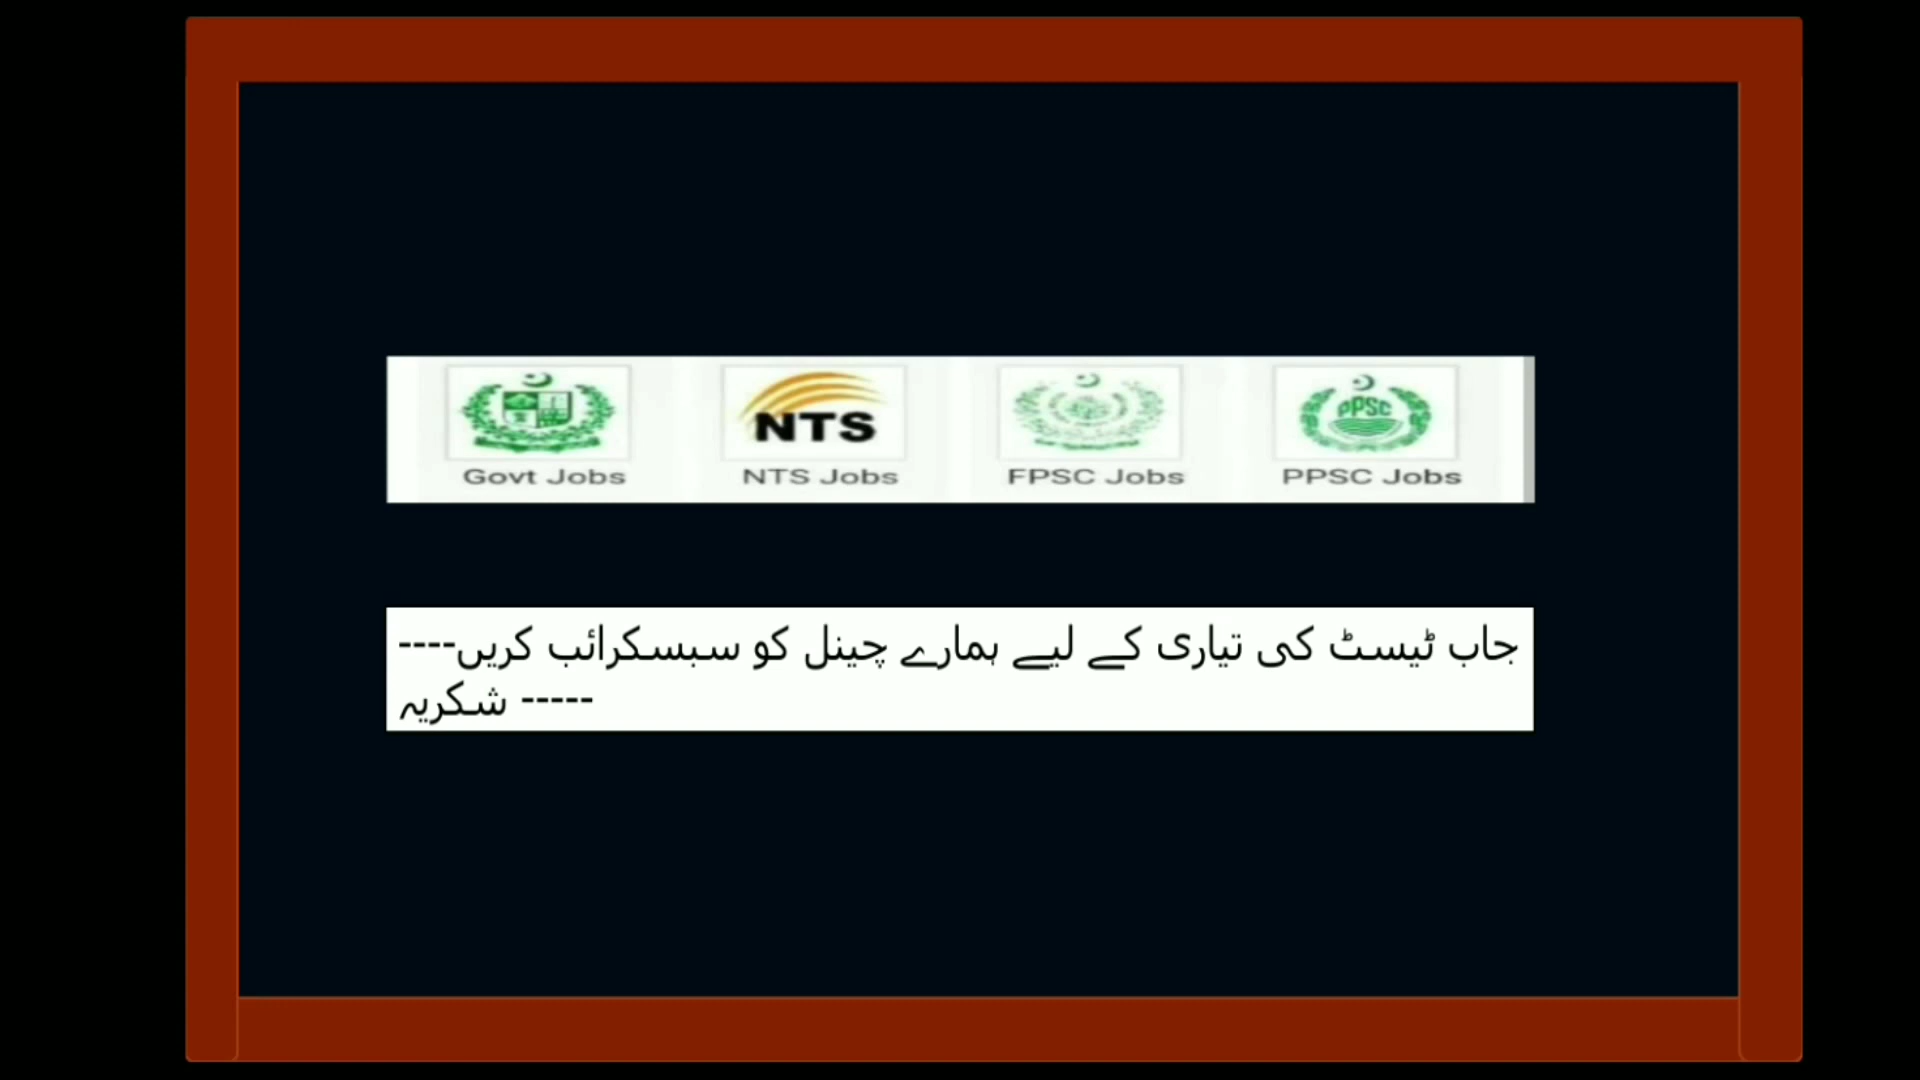 PPSC
NTS
Govt Jobs NTS Jobs FPSC Jobs PPSC Jobs
جاب ٹیسٹ کی تیاری کے لیے ہمارے چینل کو سبسکرائب کریں----
----- شکریہ